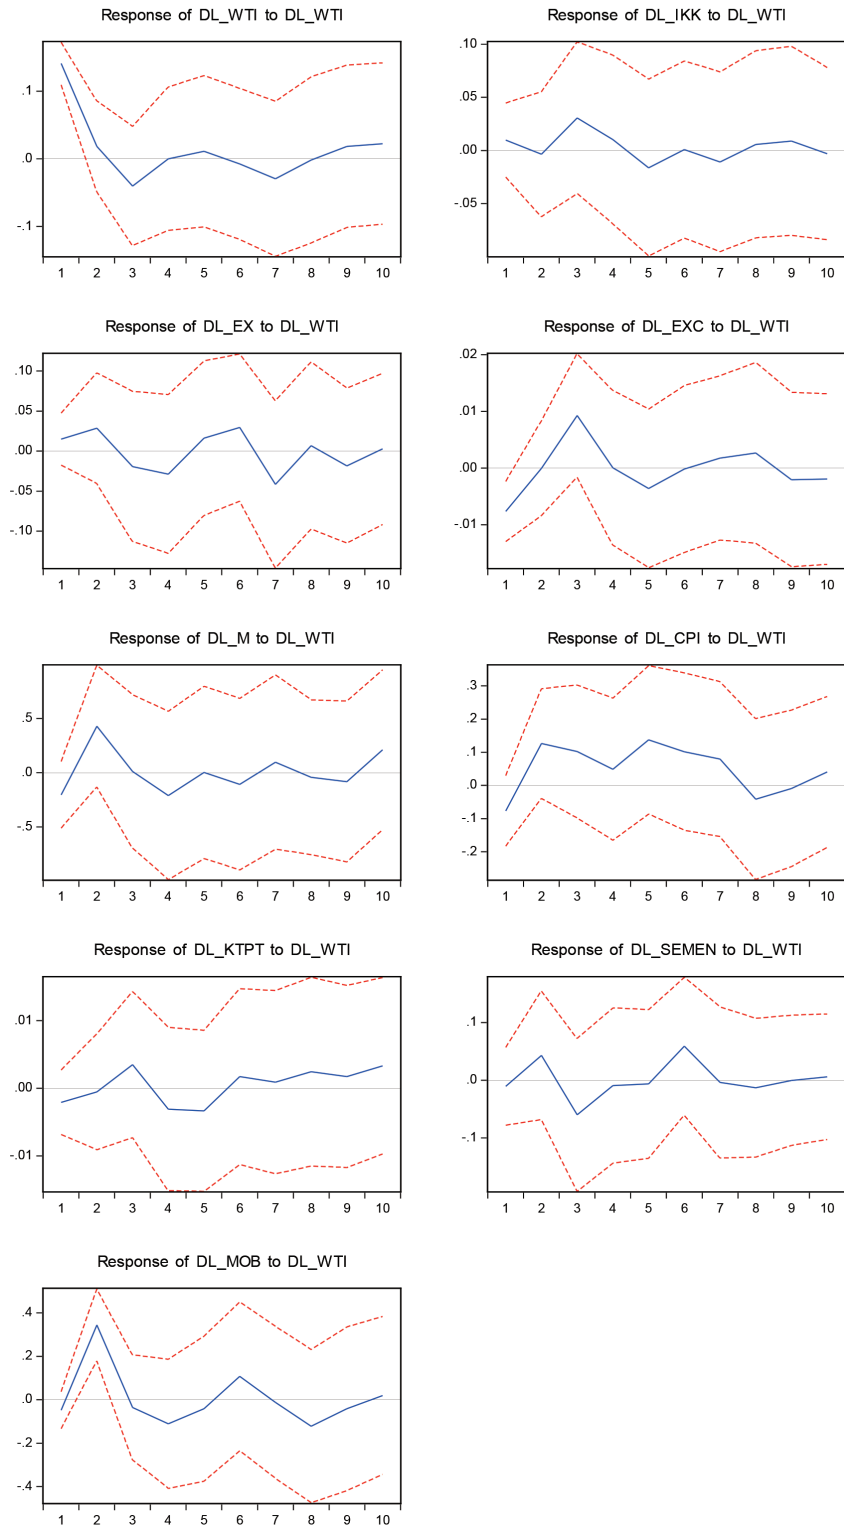 Response of DL_WTI to DL_WTI
.1
.0
-.1
1 2 3 4 5 6 7 8 9 10
Response of DL_IKK to DL_WTI
.10
.05
.00
-.05
1 2 3 4 5 6 7 8 9 10
Response of DL_EX to DL_WTI
.10
.05
.00
-.05
-.10
1 2 3 4 5 6 7 8 9 10
Response of DL_EXC to DL_WTI
.02
.01
.00
-.01
1 2 3 4 5 6 7 8 9 10
Response of DL_M to DL_WTI
.5
.0
-.5
1 2 3 4 5 6 7 8 9 10
Response of DL_CPI to DL_WTI
.3
.2
.1
.0
-.1
-.2
1 2 3 4 5 6 7 8 9 10
Response of DL_KTPT to DL_WTI
.01
.00
-.01
1 2 3 4 5 6 7 8 9 10
Response of DL_SEMEN to DL_WTI
.1
.0
-.1
1 2 3 4 5 6 7 8 9 10
Response of DL_MOB to DL_WTI
.4
.2
.0
-.2
-.4
1 2 3 4 5 6 7 8 9 10